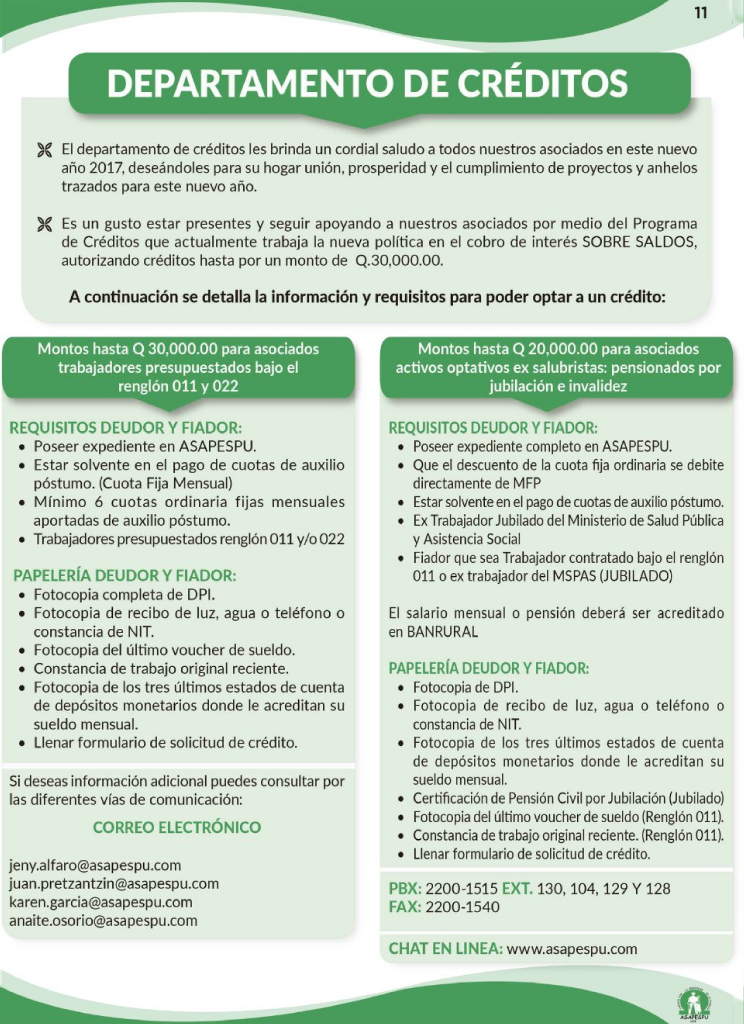 11
DEPARTAMENTO DE CRÉDITOS
El departamento de créditos les brinda un cordial saludo a todos nuestros asociados en este nuevo
año 2017, deseándoles para su hogar unión, prosperidad y el cumplimiento de proyectos y anhelos
trazados para este nuevo año.
Es un gusto estar presentes y seguir apoyando a nuestros asociados por medio del Programa
de Créditos que actualmente trabaja la nueva política en el cobro de interés SOBRE SALDOS,
autorizando créditos hasta por un monto de Q.30,000.00.
A continuación se detalla la información y requisitos para poder optar a un crédito:
Montos hasta Q 30,000.00 para asociados
trabajadores presupuestados bajo el
renglón 011 y 022
REQUISITOS DEUDOR Y FIADOR:
• Poseer expediente en ASAPESPU.
• Estar solvente en el pago de cuotas de auxilio
póstumo. (Cuota Fija Mensual)
• Mínimo 6 cuotas ordinaria fijas mensuales
aportadas de auxilio póstumo.
• Trabajadores presupuestados renglón 011 y/o 022
PAPELERÍA DEUDOR Y FIADOR:
• Fotocopia completa de DPI.
• Fotocopia de recibo de luz, agua o teléfono o
constancia de NIT.
• Fotocopia del último voucher de sueldo.
• Constancia de trabajo original reciente.
• Fotocopia de los tres últimos estados de cuenta
de depósitos monetarios donde le acreditan su
sueldo mensual.
• Llenar formulario de solicitud de crédito.
Si deseas información adicional puedes consultar por
las diferentes vías de comunicación:
CORREO ELECTRÓNICO
jeny.alfaro@asapespu.com
juan.pretzantzin@asapespu.com
karen.garcia@asapespu.com
anaite.osorio@asapespu.com
Montos hasta Q 20,000.00 para asociados
activos optativos ex salubristas: pensionados por
jubilación e invalidez
REQUISITOS DEUDOR Y FIADOR:
• Poseer expediente completo en ASAPESPU.
• Que el descuento de la cuota fija ordinaria se debite
directamente de MFP
• Estar solvente en el pago de cuotas de auxilio póstumo.
• Ex Trabajador Jubilado del Ministerio de Salud Pública
y Asistencia Social
• Fiador que sea Trabajador contratado bajo el renglón
011 o ex trabajador del MSPAS (JUBILADO)
El salario mensual o pensión deberá ser acreditado
en BANRURAL
PAPELERÍA DEUDOR Y FIADOR:
• Fotocopia de DPI.
• Fotocopia de recibo de luz, agua o teléfono o
constancia de NIT.
• Fotocopia de los tres últimos estados de cuenta
de depósitos monetarios donde le acreditan su
sueldo mensual.
• Certificación de Pensión Civil por Jubilación (Jubilado)
• Fotocopia del último voucher de sueldo (Renglón 011).
• Constancia de trabajo original reciente. (Renglón 011).
• Llenar formulario de solicitud de crédito.
PBX: 2200-1515 EXT. 130, 104, 129 Y 128
FAX: 2200-1540
CHAT EN LINEA: www.asapespu.com
ASAPESPU